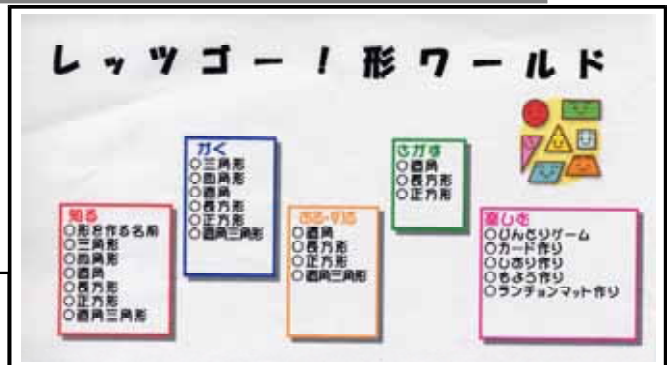 レッツゴー!形ワールド
知る
○形を作る名前
○三角形
○四角形
○直角
○長方形
○正方形
○直角三角形
かく
○三角形
○四角形
○直角
○長方形
○正方形
○直角三角形
○直角
○長方形
○正方形
○直角三角形
さがす
○直角
○長方形
○正方形
楽しむ
○じんとりゲーム
○カード作り
○しおり作り
○もよう作り
○ランチョンマット作り